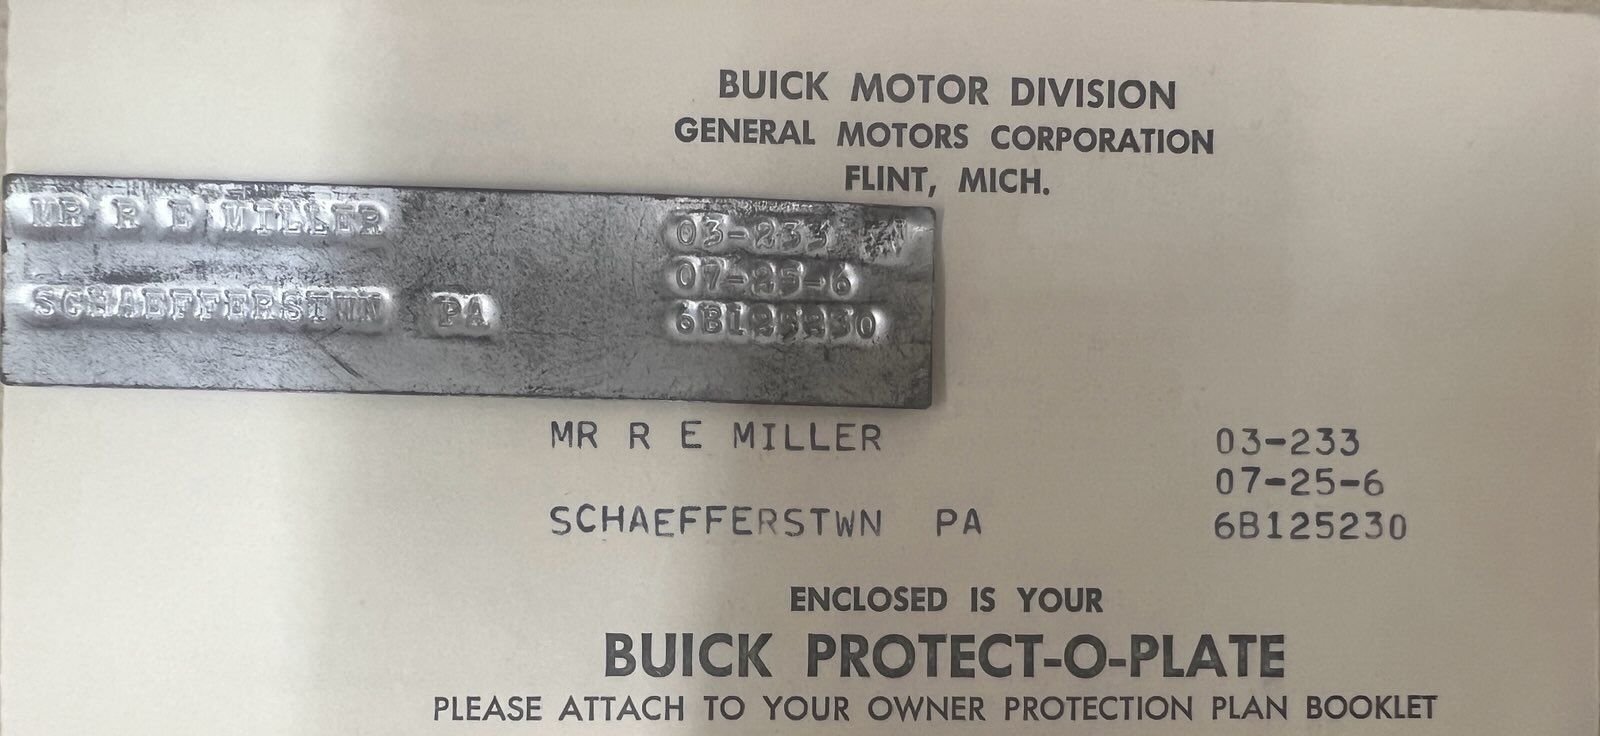 BUICK MOTOR DIVISION
GENERAL MOTORS CORPORATION
FLINT, MICH.
MR R E MILLER 03-233
07-25-6
SCHAEFFERSTWN PA 6B125230
MR R E MILLER 03-233
07-25-6
SCHAEFFERSTWN PA 6B125230
ENCLOSED IS YOUR
BUICK PROTECT-O-PLATE
PLEASE ATTACH TO YOUR OWNER PROTECTION PLAN BOOKLET